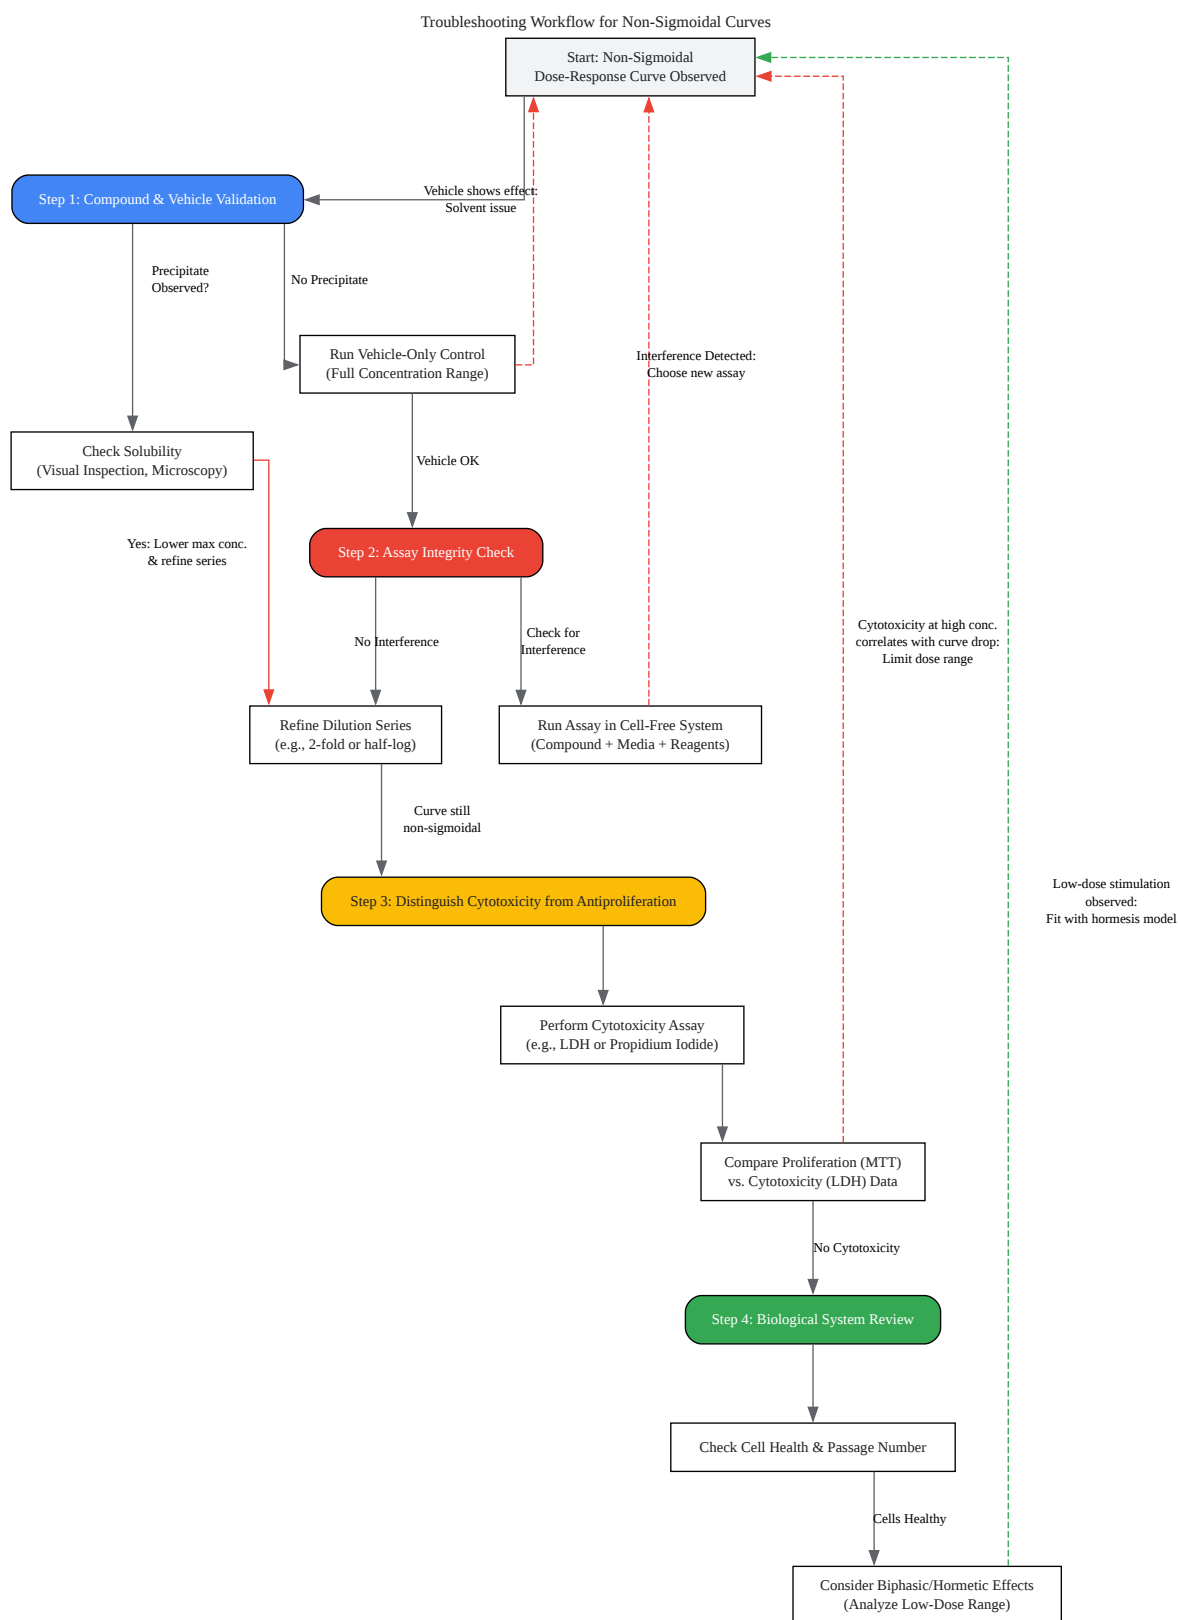 Troubleshooting Workflow for Non-Sigmoidal Curves
Start: Non-Sigmoidal
Dose-Response Curve Observed
Vehicle shows effect:
Solvent issue
Step 1: Compound & Vehicle Validation
Precipitate
Observed?
No Precipitate
Run Vehicle-Only Control
(Full Concentration Range)
Interference Detected:
Choose new assay
Check Solubility
(Visual Inspection, Microscopy)
Vehicle OK
Yes: Lower max conc.
& refine series
Step 2: Assay Integrity Check
No Interference
Check for
Interference
Cytotoxicity at high conc.
correlates with curve drop:
Limit dose range
Refine Dilution Series
(e.g., 2-fold or half-log)
Run Assay in Cell-Free System
(Compound + Media + Reagents)
Curve still
non-sigmoidal
Step 3: Distinguish Cytotoxicity from Antiproliferation
Low-dose stimulation
observed:
Fit with hormesis model
Perform Cytotoxicity Assay
(e.g., LDH or Propidium Iodide)
Compare Proliferation (MTT)
vs. Cytotoxicity (LDH) Data
No Cytotoxicity
Step 4: Biological System Review
Check Cell Health & Passage Number
Cells Healthy
Consider Biphasic/Hormetic Effects
(Analyze Low-Dose Range)